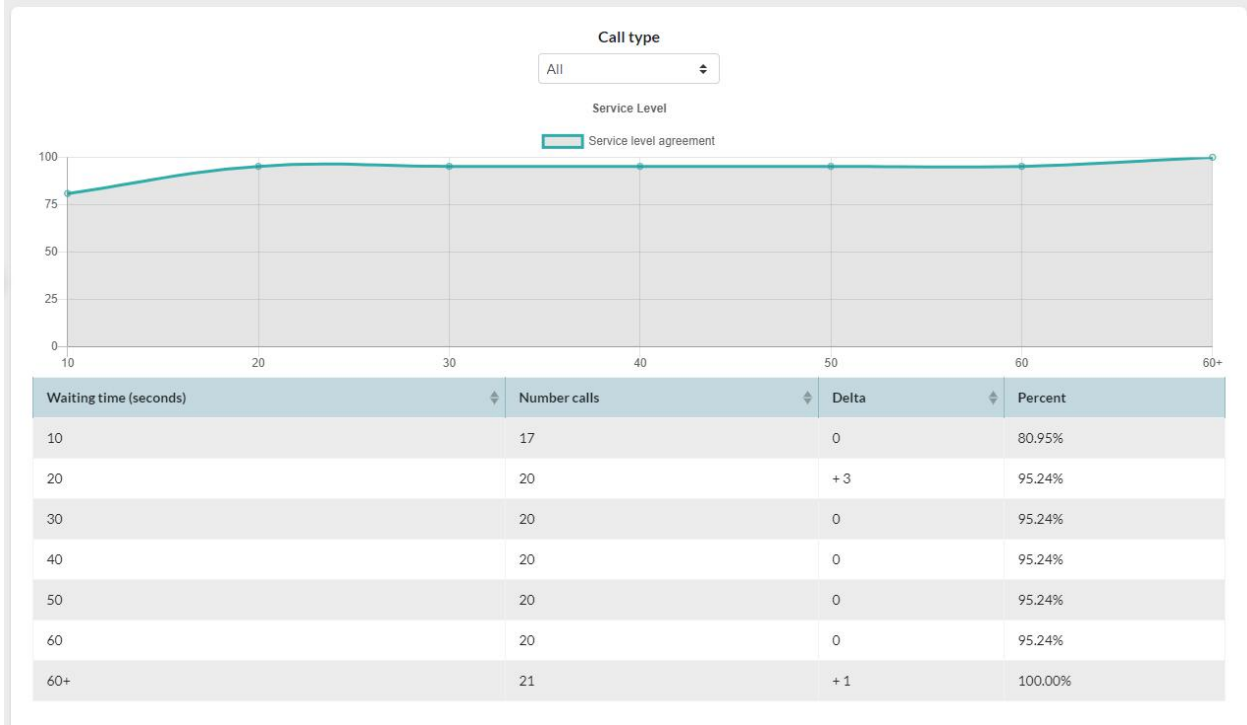 Call type
All
Service Level
Service level agreement
100
75
50
25
0
10 20 30 40 50 60 60+
Waiting time (seconds) Number calls Delta Percent
10 17 0 80.95%
20 20 + 3 95.24%
30 20 0 95.24%
40 20 0 95.24%
50 20 0 95.24%
60 20 0 95.24%
60+ 21 + 1 100.00%